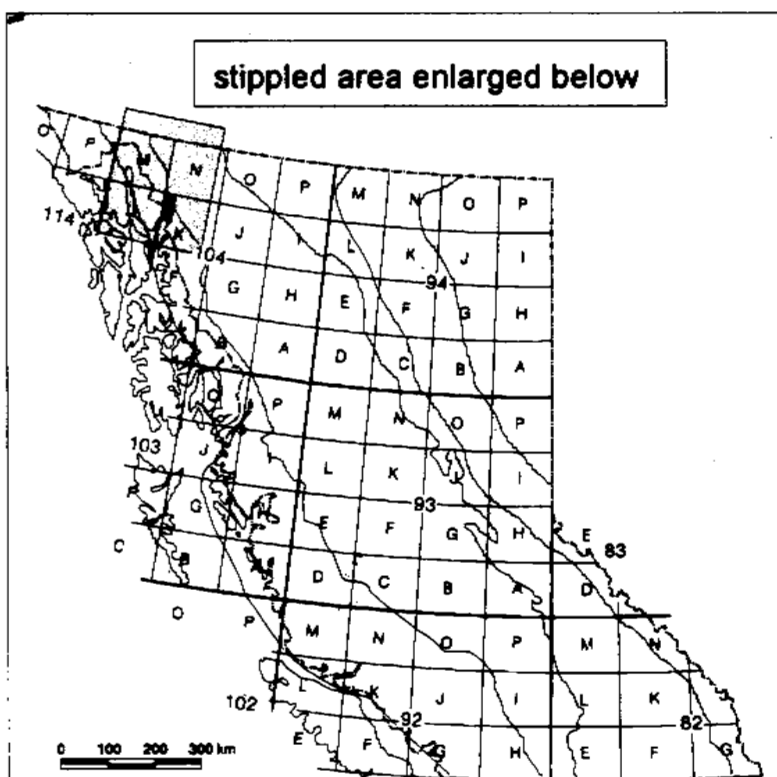 stippled area enlarged below
O P M N O P M N O P
114 K J I L K J I
104 94
G H E F G H
B A D C B A
O P M N O P
103 J I L K J I
93
G H E F G H E 83
C B D C B A D
O P M N O P M N
102 L K J I L K
92 82
E F G H E F G
0 100 200 300 km